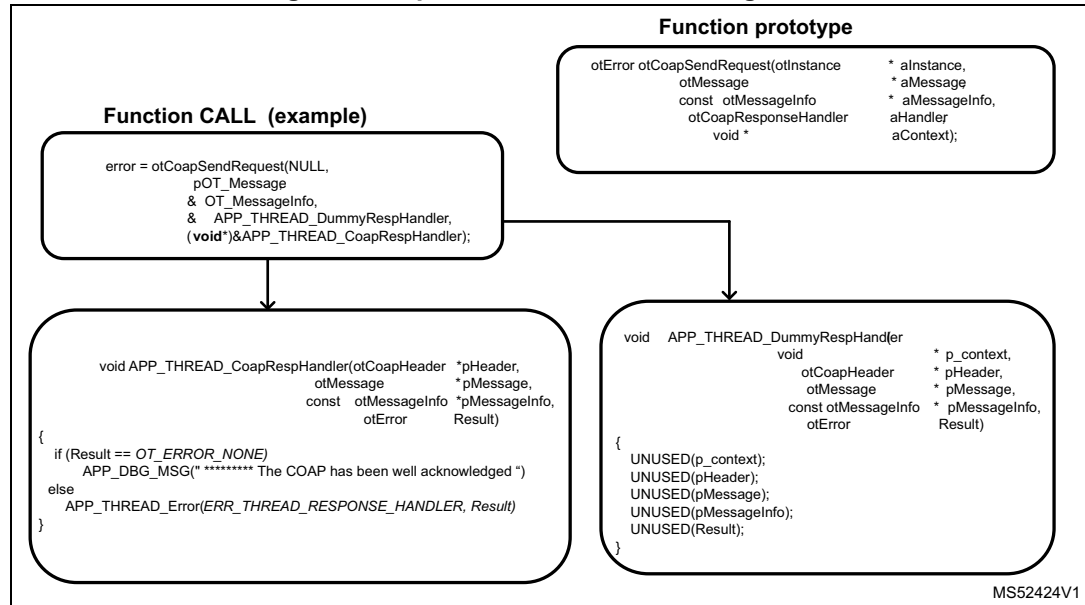 Function prototype
otError otCoapSendRequest(otInstance * aInstance,
otMessage * aMessage,
const otMessageInfo * aMessageInfo,
otCoapResponseHandler aHandler,
void * aContext);
Function CALL (example)
error = otCoapSendRequest(NULL,
pOT_Message,
& OT_MessageInfo,
& APP_THREAD_DummyRespHandler,
(void*)&APP_THREAD_CoapRespHandler);
void APP_THREAD_CoapRespHandler(otCoapHeader *pHeader,
otMessage *pMessage,
const otMessageInfo *pMessageInfo,
otError Result)
{
if (Result == OT_ERROR_NONE)
APP_DBG_MSG(" ********* The COAP has been well acknowledged “)
else
APP_THREAD_Error(ERR_THREAD_RESPONSE_HANDLER, Result)
}
void APP_THREAD_DummyRespHandler(
void * p_context,
otCoapHeader * pHeader,
otMessage * pMessage,
const otMessageInfo * pMessageInfo,
otError Result)
{
UNUSED(p_context);
UNUSED(pHeader);
UNUSED(pMessage);
UNUSED(pMessageInfo);
UNUSED(Result);
}
MS52424V1